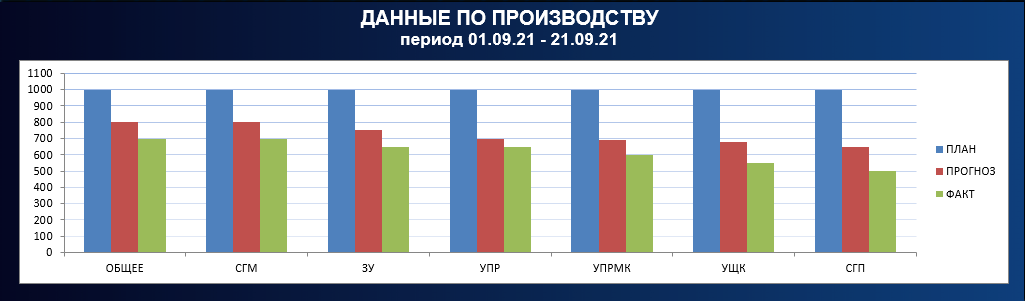 ДАННЫЕ ПО ПРОИЗВОДСТВУ
период 01.09.21 - 21.09.21
1100
1000
900
800
700
600
500
400
300
200
100
0
ОБЩЕЕ СГМ ЗУ УПР УПРМК УЩК СГП
ПЛАН
ПРОГНОЗ
ФАКТ